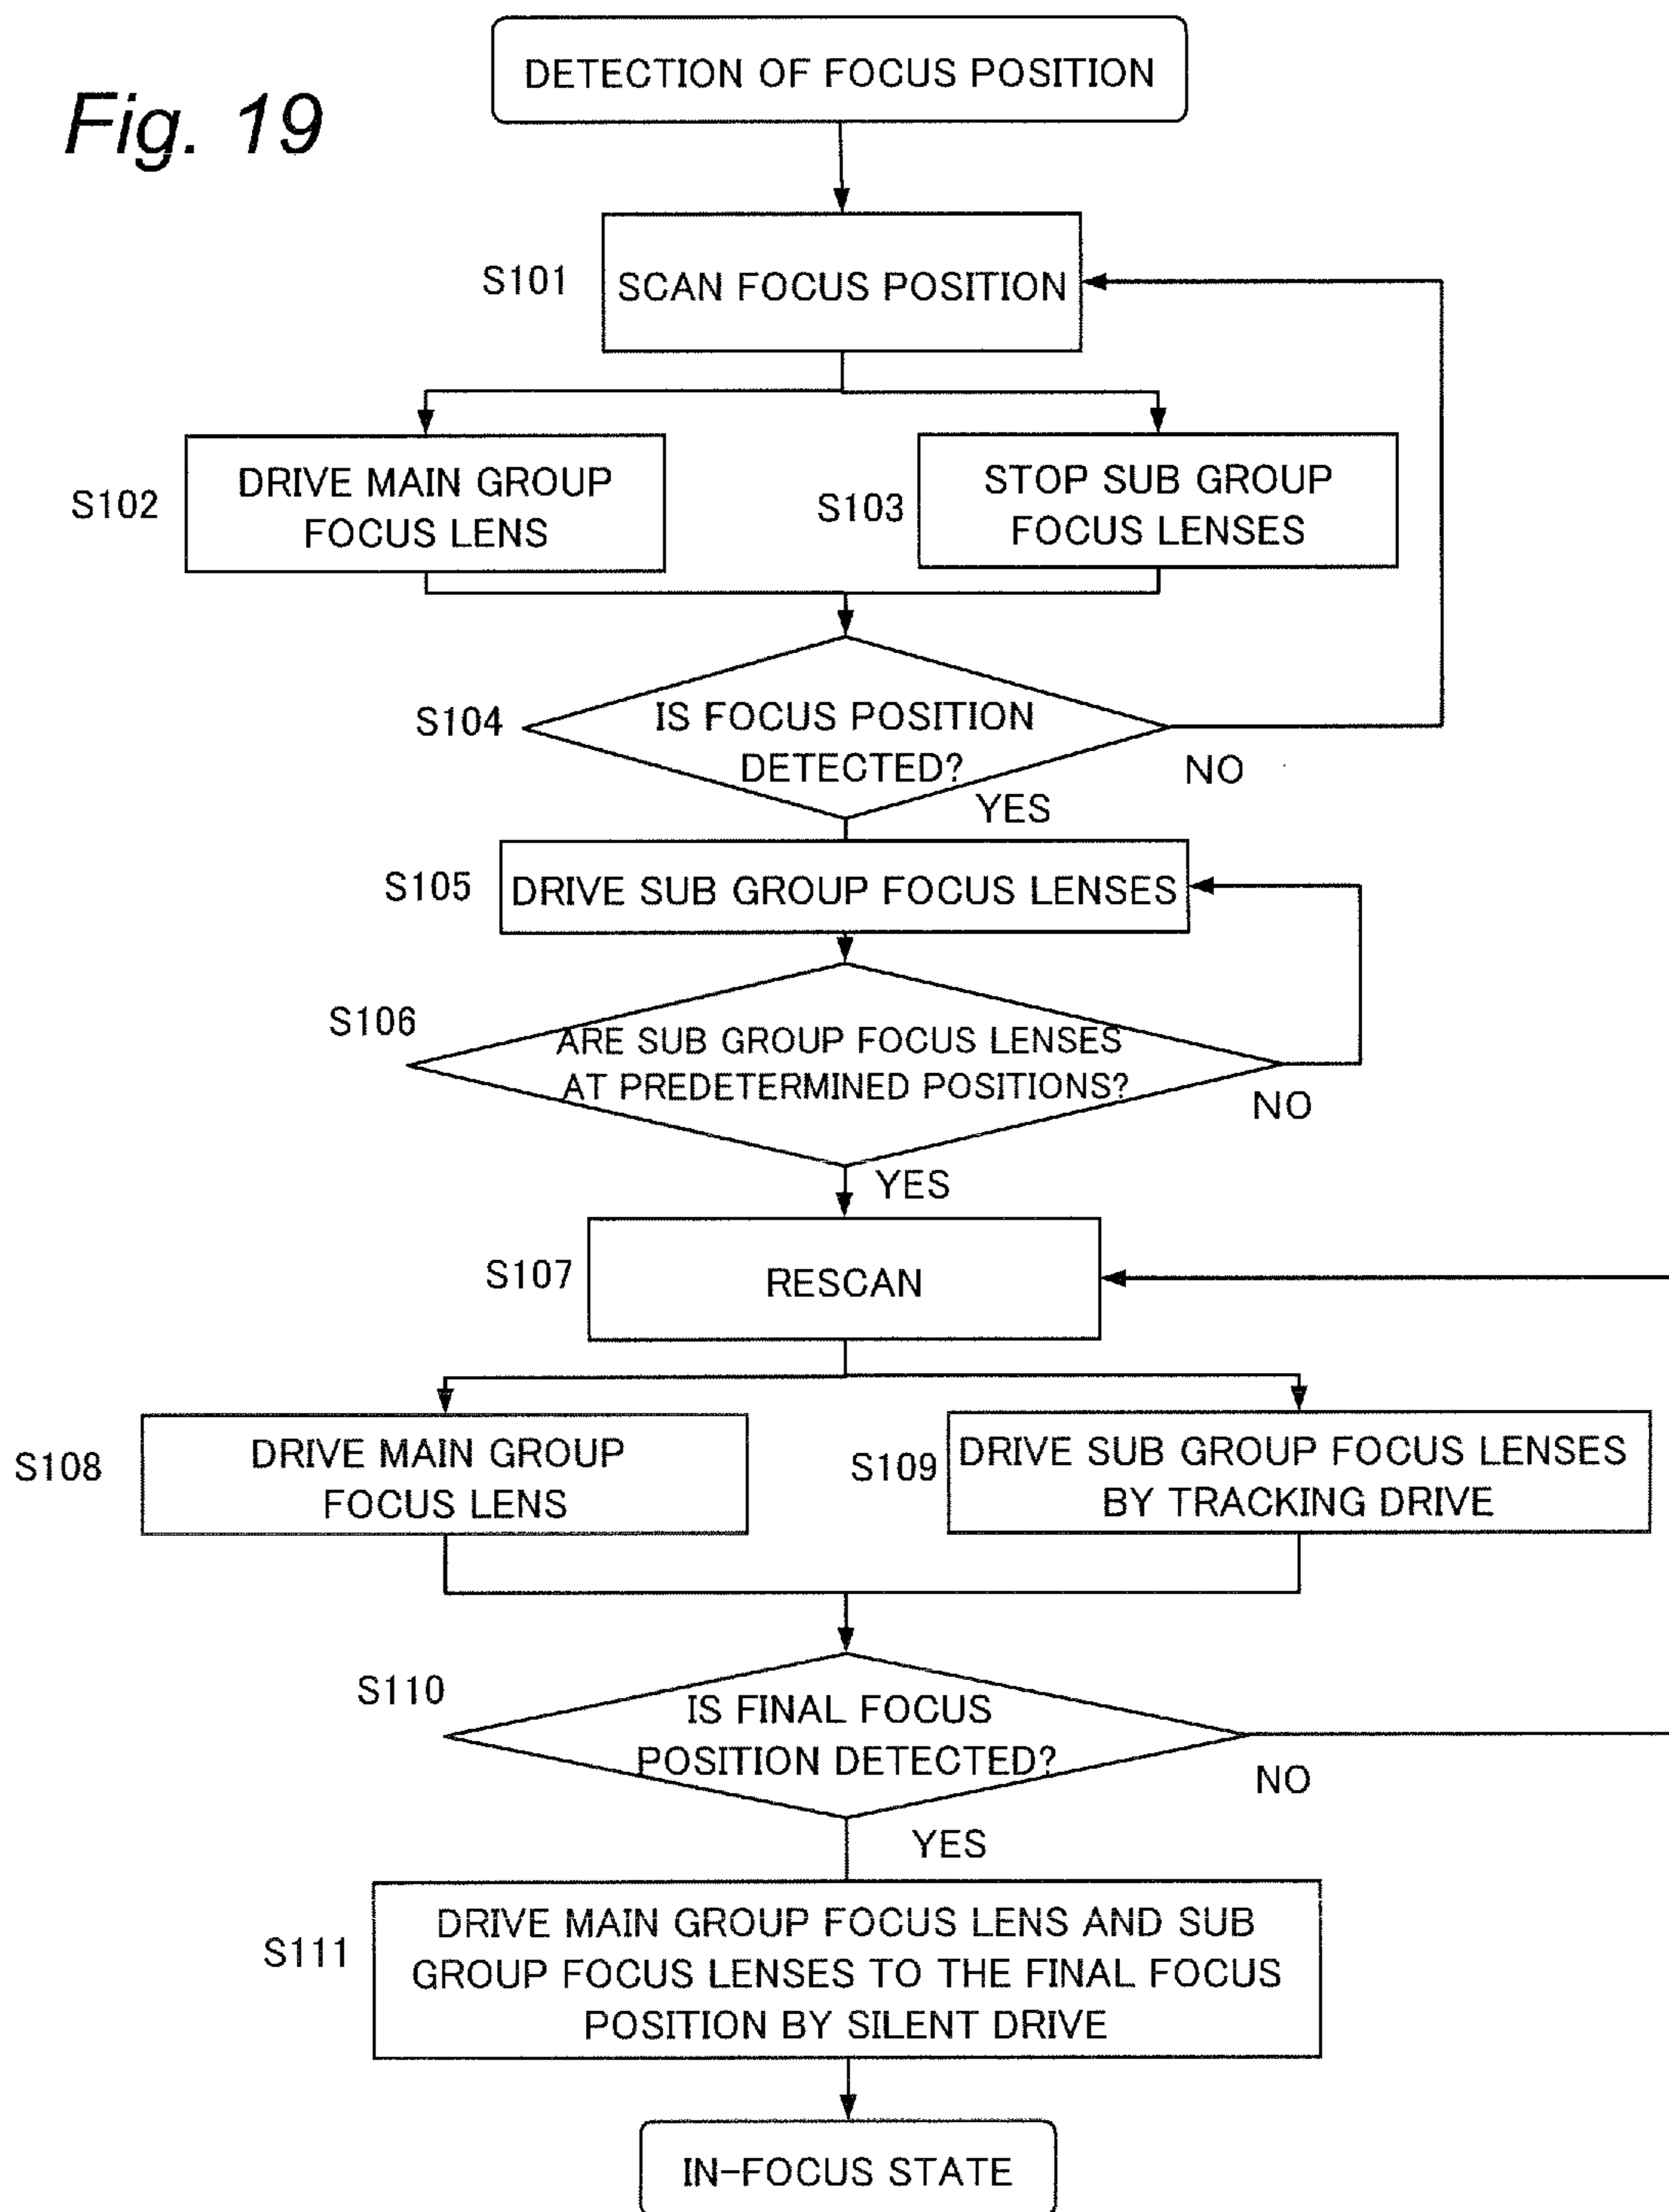 Fig. 19
DETECTION OF FOCUS POSITION
S101
SCAN FOCUS POSITION
S102
DRIVE MAIN GROUP
FOCUS LENS
S103
STOP SUB GROUP
FOCUS LENSES
S104
IS FOCUS POSITION
DETECTED?
NO
YES
S105
DRIVE SUB GROUP FOCUS LENSES
S106
ARE SUB GROUP FOCUS LENSES
AT PREDETERMINED POSITIONS?
NO
YES
S107
RESCAN
S108
DRIVE MAIN GROUP
FOCUS LENS
S109
DRIVE SUB GROUP FOCUS LENSES
BY TRACKING DRIVE
S110
IS FINAL FOCUS
POSITION DETECTED?
NO
YES
S111
DRIVE MAIN GROUP FOCUS LENS AND SUB
GROUP FOCUS LENSES TO THE FINAL FOCUS
POSITION BY SILENT DRIVE
IN-FOCUS STATE